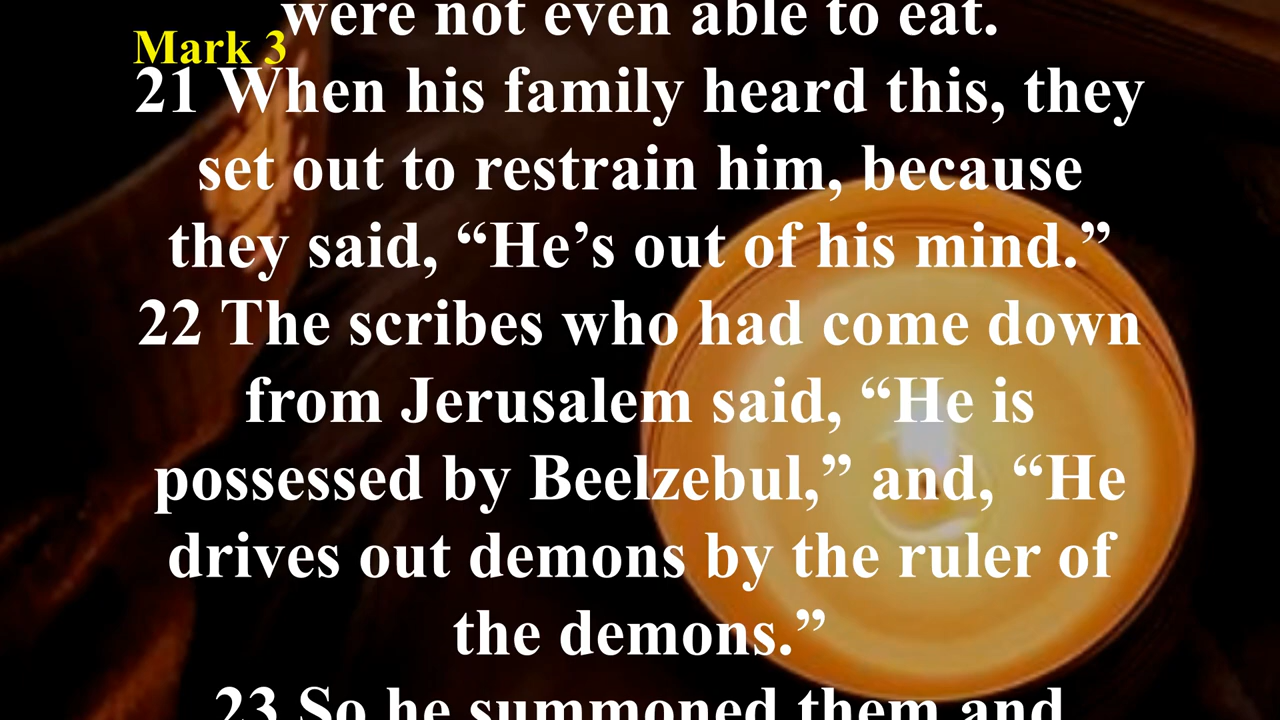 were not even able to eat.
Mark 3
21 When his family heard this, they
set out to restrain him, because
they said, “He’s out of his mind.”
22 The scribes who had come down
from Jerusalem said, “He is
possessed by Beelzebul,” and, “He
drives out demons by the ruler of
the demons.”
23 So he summoned them and